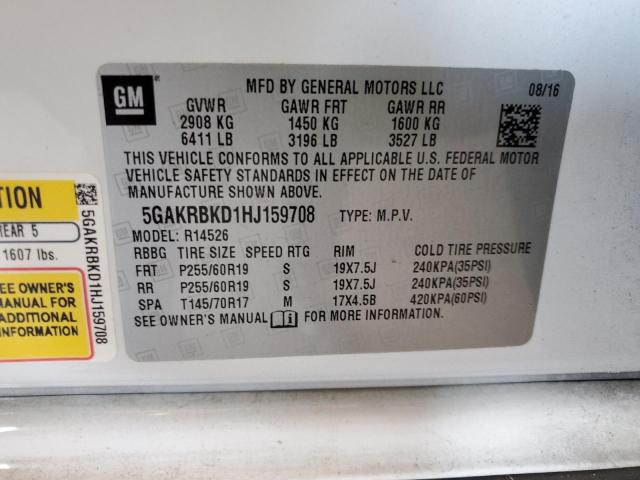 GM
MFD BY GENERAL MOTORS LLC 08/16
GVWR GAWR FRT GAWR RR
2908 KG 1450 KG 1600 KG
6411 LB 3196 LB 3527 LB
THIS VEHICLE CONFORMS TO ALL APPLICABLE U.S. FEDERAL MOTOR
VEHICLE SAFETY STANDARDS IN EFFECT ON THE DATE OF
MANUFACTURE SHOWN ABOVE.
5GAKRBKD1HJ159708 TYPE: M.P.V.
MODEL: R14526
RBBG TIRE SIZE SPEED RTG RIM COLD TIRE PRESSURE
FRT P255/60R19 S 19X7.5J 240KPA(35PSI)
RR P255/60R19 S 19X7.5J 240KPA(35PSI)
SPA T145/70R17 M 17X4.5B 420KPA(60PSI)
SEE OWNER'S MANUAL i FOR MORE INFORMATION.
TION
REAR 5
1607 lbs.
SEE OWNER'S
MANUAL FOR
ADDITIONAL
INFORMATION
5GAKRBKD1HJ159708